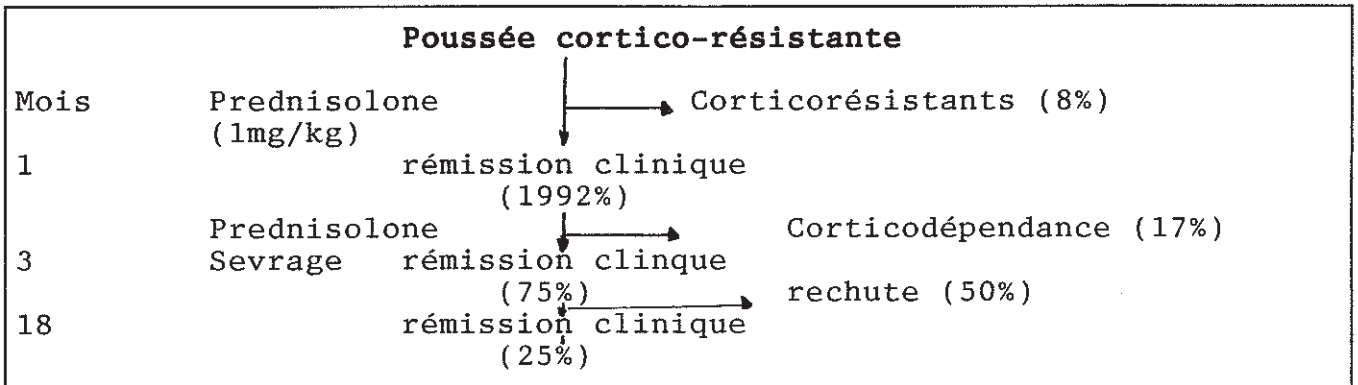 Poussée cortico-résistante
Mois Prednisolone Corticorésistants (8%)
(1mg/kg)
1 rémission clinique
(1992%)
Prednisolone Corticodépendance (17%)
3 Sevrage rémission clinque
(75%) rechute (50%)
18 rémission clinique
(25%)